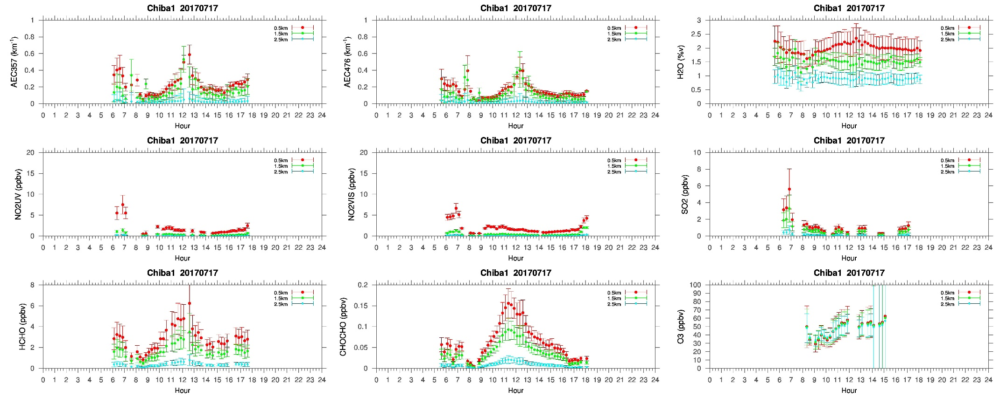 Chiba1 20170717
AEC357 (km-1)
1
0.8
0.6
0.4
0.2
0
0.5km
1.5km
2.5km
0 1 2 3 4 5 6 7 8 9 10 11 12 13 14 15 16 17 18 19 20 21 22 23 24
Hour
Chiba1 20170717
AEC476 (km-1)
1
0.8
0.6
0.4
0.2
0
0.5km
1.5km
2.5km
0 1 2 3 4 5 6 7 8 9 10 11 12 13 14 15 16 17 18 19 20 21 22 23 24
Hour
Chiba1 20170717
H2O (%v)
3
2.5
2
1.5
1
0.5
0
0.5km
1.5km
2.5km
0 1 2 3 4 5 6 7 8 9 10 11 12 13 14 15 16 17 18 19 20 21 22 23 24
Hour
Chiba1 20170717
NO2UV (ppbv)
20
15
10
5
0
0.5km
1.5km
2.5km
0 1 2 3 4 5 6 7 8 9 10 11 12 13 14 15 16 17 18 19 20 21 22 23 24
Hour
Chiba1 20170717
NO2VIS (ppbv)
20
15
10
5
0
0.5km
1.5km
2.5km
0 1 2 3 4 5 6 7 8 9 10 11 12 13 14 15 16 17 18 19 20 21 22 23 24
Hour
Chiba1 20170717
SO2 (ppbv)
10
8
6
4
2
0
0.5km
1.5km
2.5km
0 1 2 3 4 5 6 7 8 9 10 11 12 13 14 15 16 17 18 19 20 21 22 23 24
Hour
Chiba1 20170717
HCHO (ppbv)
8
6
4
2
0
0.5km
1.5km
2.5km
0 1 2 3 4 5 6 7 8 9 10 11 12 13 14 15 16 17 18 19 20 21 22 23 24
Hour
Chiba1 20170717
CHOCHO (ppbv)
0.2
0.15
0.1
0.05
0
0.5km
1.5km
2.5km
0 1 2 3 4 5 6 7 8 9 10 11 12 13 14 15 16 17 18 19 20 21 22 23 24
Hour
Chiba1 20170717
O3 (ppbv)
100
90
80
70
60
50
40
30
20
10
0
0.5km
1.5km
2.5km
0 1 2 3 4 5 6 7 8 9 10 11 12 13 14 15 16 17 18 19 20 21 22 23 24
Hour